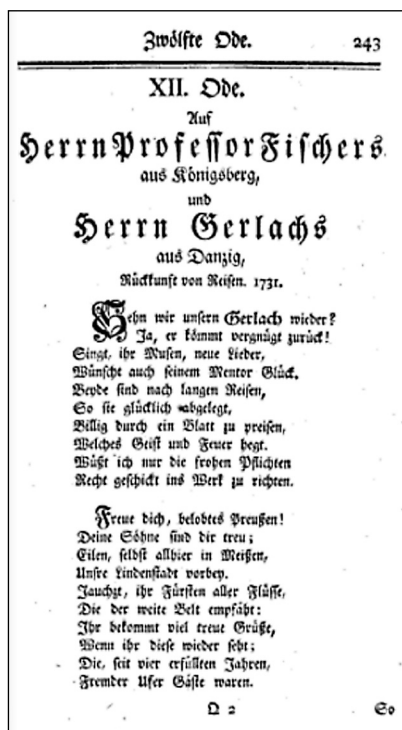 Zwölfte Ode. 243
XII. Ode.
Auf
Herrn Professor Fischers
aus Königsberg,
und
Herrn Gerlachs
aus Danzig,
Rückkunft von Reisen. 1731.
Sehn wir unsern Gerlach wieder?
Ja, er kömmt vergnügt zurück!
Singt, ihr Musen, neue Lieder,
Wünscht auch seinem Mentor Glück.
Beyde sind nach langen Reisen,
So sie glücklich abgelegt,
Billig durch ein Blatt zu preisen,
Welches Geist und Feuer hegt.
Wüßt ich nur die frohen Pflichten
Recht geschickt ins Werk zu richten.
Freue dich, belobtes Preußen!
Deine Söhne sind dir treu;
Eilen, selbst allhier in Meißen,
Unsre Lindenstadt vorbey.
Jauchzt, ihr Fürsten aller Flüsse,
Die der weite Belt empfäht:
Ihr bekommt viel treue Grüße,
Wenn ihr diese wieder seht;
Die, seit vier erfüllten Jahren,
Fremder Ufer Gäste waren.
Q 2 So